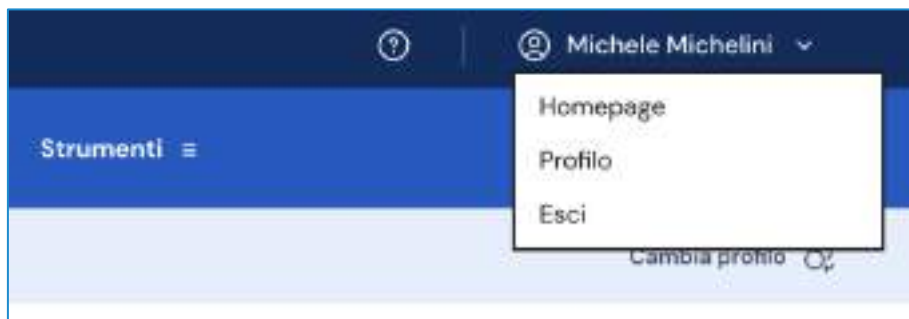 Michele Michelini
Strumenti
Homepage
Profilo
Esci
Cambia profilo